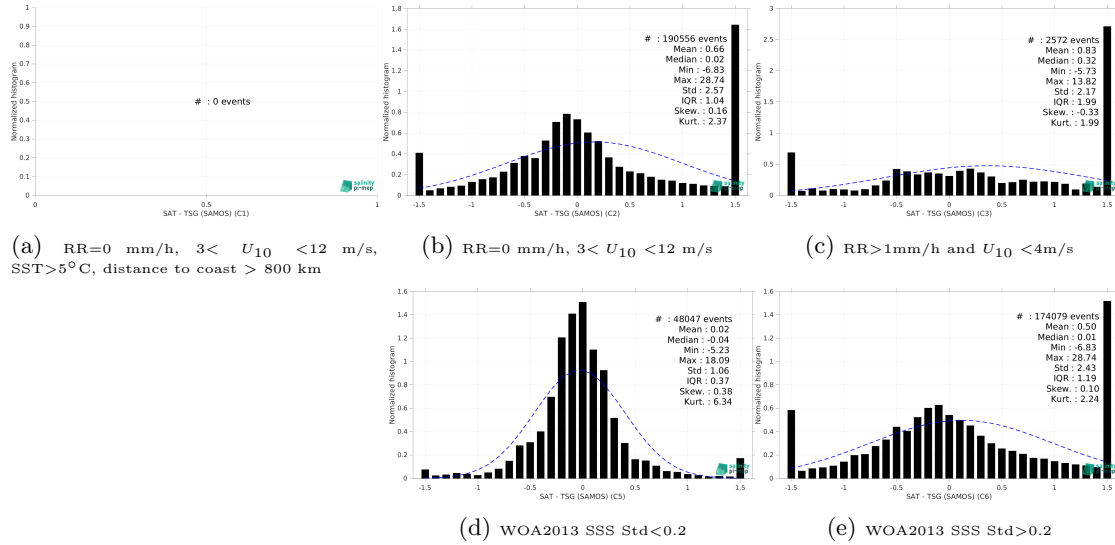 Normalized histogram
1
0.9
0.8
0.7
0.6
0.5
0.4
0.3
0.2
0.1
0
# : 0 events
salinity
pi-mep
0 0.5 1
SAT - TSG (SAMOS) (C1)
(a) RR=0 mm/h, 3< U10 <12 m/s,
SST>5°C, distance to coast > 800 km
Normalized histogram
1.8
1.6
1.4
1.2
1
0.8
0.6
0.4
0.2
0
# : 190556 events
Mean : 0.66
Median : 0.02
Min : -6.83
Max : 28.74
Std : 2.57
IQR : 1.04
Skew. : 0.16
Kurt. : 2.37
-1.5 -1 -0.5 0 0.5 1 1.5
SAT - TSG (SAMOS) (C2)
(b) RR=0 mm/h, 3< U10 <12 m/s
Normalized histogram
3
2.5
2
1.5
1
0.5
0
# : 2572 events
Mean : 0.83
Median : 0.32
Min : -5.73
Max : 13.82
Std : 2.17
IQR : 1.99
Skew. : -0.33
Kurt. : 1.99
-1.5 -1 -0.5 0 0.5 1 1.5
SAT - TSG (SAMOS) (C3)
(c) RR>1mm/h and U10 <4m/s
Normalized histogram
1.6
1.4
1.2
1
0.8
0.6
0.4
0.2
0
# : 48047 events
Mean : 0.02
Median : -0.04
Min : -5.23
Max : 18.09
Std : 1.06
IQR : 0.37
Skew. : 0.38
Kurt. : 6.34
salinity
pi-mep
-1.5 -1 -0.5 0 0.5 1 1.5
SAT - TSG (SAMOS) (C5)
(d) WOA2013 SSS Std<0.2
Normalized histogram
1.6
1.4
1.2
1
0.8
0.6
0.4
0.2
0
# : 174079 events
Mean : 0.50
Median : 0.01
Min : -6.83
Max : 28.74
Std : 2.43
IQR : 1.19
Skew. : 0.10
Kurt. : 2.24
-1.5 -1 -0.5 0 0.5 1 1.5
SAT - TSG (SAMOS) (C6)
(e) WOA2013 SSS Std>0.2